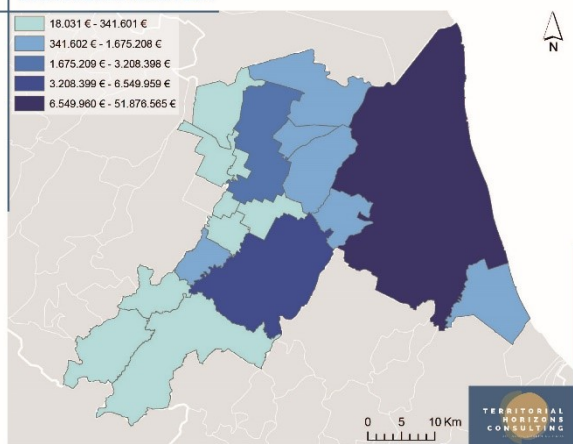 18.031 € - 341.601 €
341.602 € - 1.675.208 €
1.675.209 € - 3.208.398 €
3.208.399 € - 6.549.959 €
6.549.960 € - 51.876.565 €
N
0 5 10 Km
TERRITORIAL
HORIZONS
CONSULTING